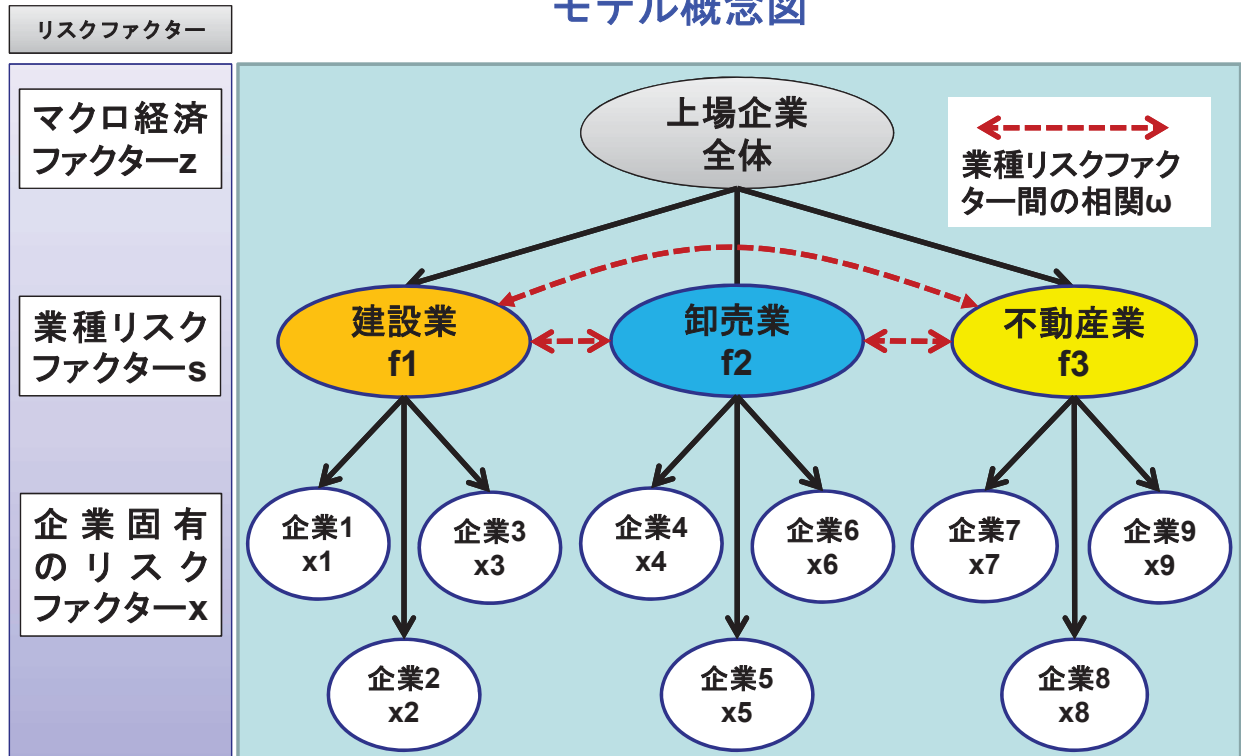 モデル概念図
リスクファクター
マクロ経済
ファクターz
上場企業
全体
業種リスクファク
ター間の相関ω
業種リスク
ファクターs
建設業
f1
卸売業
f2
不動産業
f3
企業固有
のリスク
ファクターx
企業1
x1
企業3
x3
企業4
x4
企業6
x6
企業7
x7
企業9
x9
企業2
x2
企業5
x5
企業8
x8